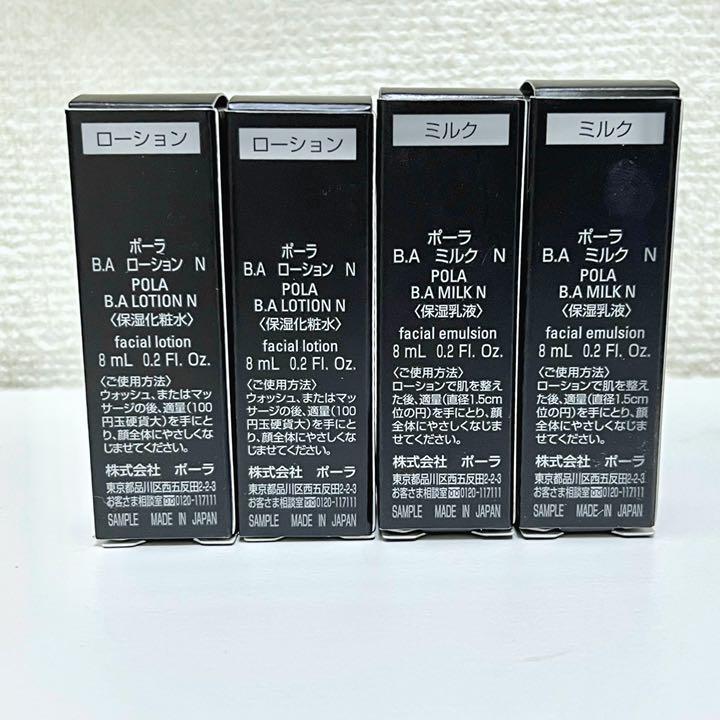 ローション
ポーラ
B.A ローション N
POLA
B.A LOTION N
〈保湿化粧水〉
facial lotion
8 mL 0.2 Fl. Oz.
〈ご使用方法〉
ウォッシュ、またはマッ
サージの後、適量(100
円玉硬貨大)を手にと
り、顔全体にやさしくなじ
ませてください。
株式会社 ポーラ
東京都品川区西五反田2-2-3
お客さま相談室 0120-117111
SAMPLE MADE IN JAPAN
ローション
ポーラ
B.A ローション N
POLA
B.A LOTION N
〈保湿化粧水〉
facial lotion
8 mL 0.2 Fl. Oz.
〈ご使用方法〉
ウォッシュ、またはマッ
サージの後、適量(100
円玉硬貨大)を手にと
り、顔全体にやさしくなじ
ませてください。
株式会社 ポーラ
東京都品川区西五反田2-2-3
お客さま相談室 0120-117111
SAMPLE MADE IN JAPAN
ミルク
ポーラ
B.A ミルク N
POLA
B.A MILK N
〈保湿乳液〉
facial emulsion
8 mL 0.2 Fl. Oz.
〈ご使用方法〉
ローションで肌を整え
た後、適量(直径1.5cm
位の円)を手にとり、顔
全体にやさしくなじま
せてください。
株式会社 ポーラ
東京都品川区西五反田2-2-3
お客さま相談室 0120-117111
SAMPLE MADE IN JAPAN
ミルク
ポーラ
B.A ミルク N
POLA
B.A MILK N
〈保湿乳液〉
facial emulsion
8 mL 0.2 Fl. Oz.
〈ご使用方法〉
ローションで肌を整え
た後、適量(直径1.5cm
位の円)を手にとり、顔
全体にやさしくなじま
せてください。
株式会社 ポーラ
東京都品川区西五反田2-2-3
お客さま相談室 0120-117111
SAMPLE MADE IN JAPAN